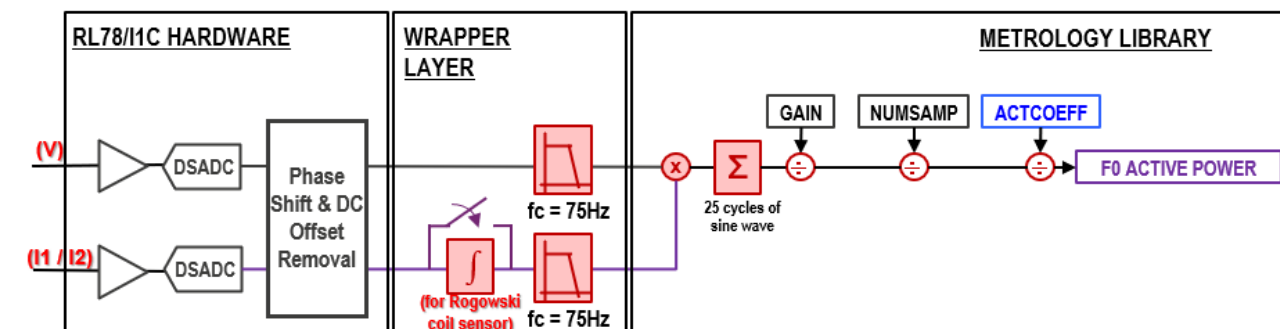 RL78/I1C HARDWARE
WRAPPER
LAYER
METROLOGY LIBRARY
GAIN
NUMSAMP
ACTCOEFF
(V)
DSADC
Phase
Shift & DC
Offset
Removal
fc = 75Hz
x
Σ
÷
÷
÷
F0 ACTIVE POWER
25 cycles of
sine wave
(I1 / I2)
DSADC
∫
(for Rogowski
coil sensor)
fc = 75Hz